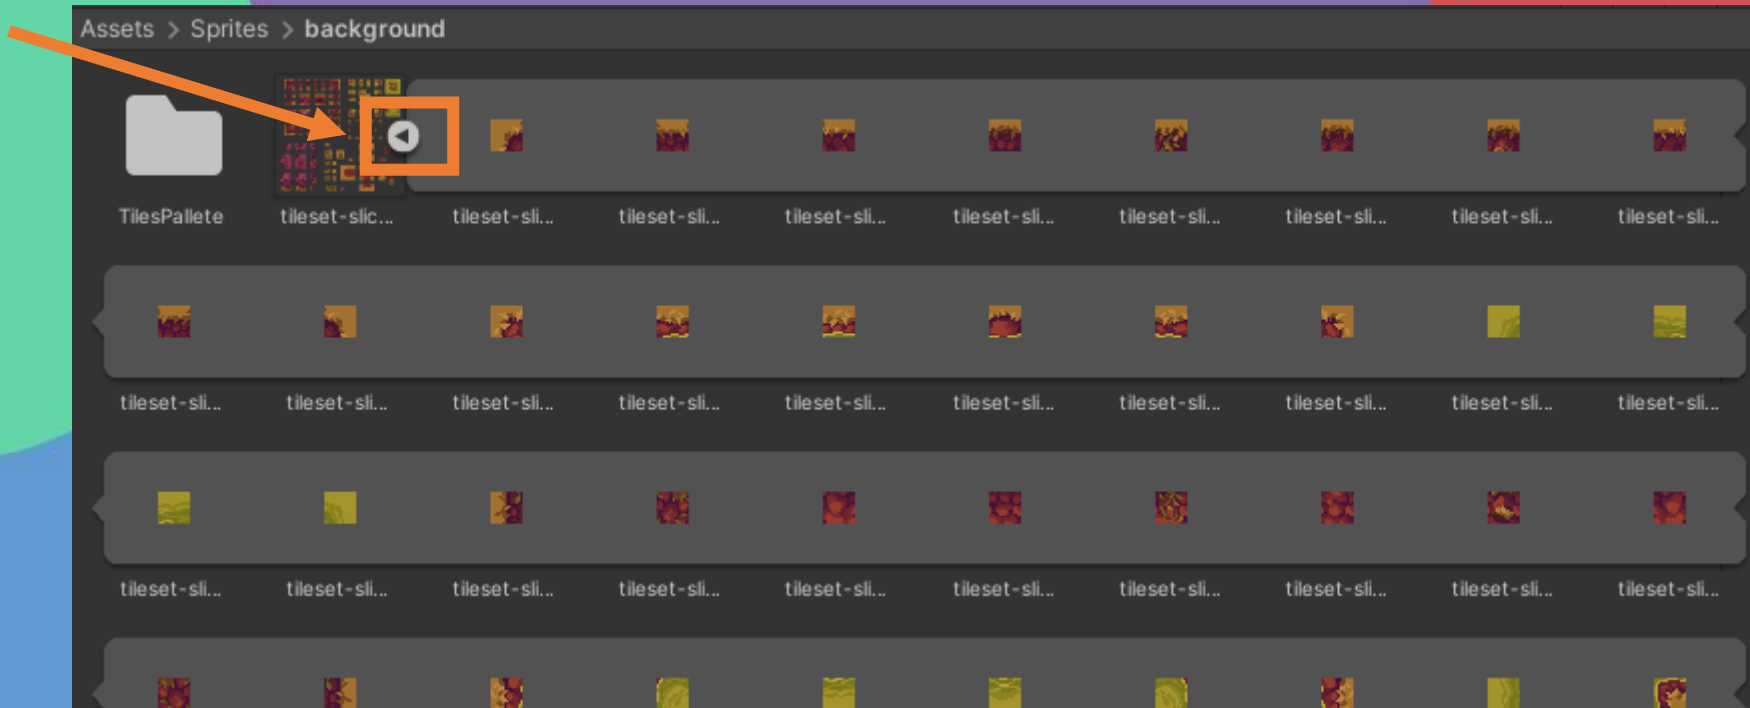 Assets > Sprites > background
TilesPallete tileset-slic... tileset-sli... tileset-sli... tileset-sli... tileset-sli... tileset-sli... tileset-sli... tileset-sli... tileset-sli...
tileset-sli... tileset-sli... tileset-sli... tileset-sli... tileset-sli... tileset-sli... tileset-sli... tileset-sli... tileset-sli... tileset-sli...
tileset-sli... tileset-sli... tileset-sli... tileset-sli... tileset-sli... tileset-sli... tileset-sli... tileset-sli... tileset-sli... tileset-sli...